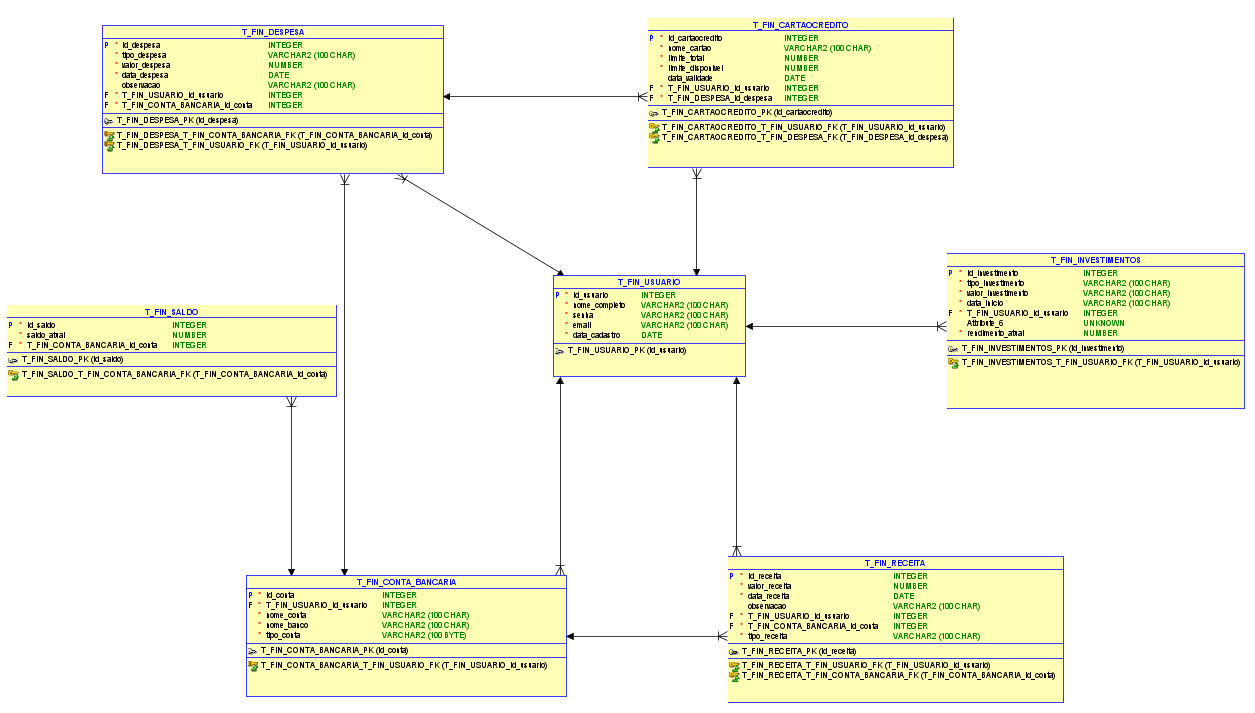 T_FIN_DESPESA
P * id_despesa INTEGER
* tipo_despesa VARCHAR2 (100 CHAR)
* valor_despesa NUMBER
* data_despesa DATE
observacao VARCHAR2 (100 CHAR)
F * T_FIN_USUARIO_id_usuario INTEGER
F * T_FIN_CONTA_BANCARIA_id_conta INTEGER
T_FIN_DESPESA_PK (id_despesa)
T_FIN_DESPESA_T_FIN_CONTA_BANCARIA_FK (T_FIN_CONTA_BANCARIA_id_conta)
T_FIN_DESPESA_T_FIN_USUARIO_FK (T_FIN_USUARIO_id_usuario)
T_FIN_CARTAOCREDITO
P * id_cartaocredito INTEGER
* nome_cartao VARCHAR2 (100 CHAR)
* limite_total NUMBER
* limite_disponivel NUMBER
data_validade DATE
F * T_FIN_USUARIO_id_usuario INTEGER
F * T_FIN_DESPESA_id_despesa INTEGER
T_FIN_CARTAOCREDITO_PK (id_cartaocredito)
T_FIN_CARTAOCREDITO_T_FIN_USUARIO_FK (T_FIN_USUARIO_id_usuario)
T_FIN_CARTAOCREDITO_T_FIN_DESPESA_FK (T_FIN_DESPESA_id_despesa)
T_FIN_USUARIO
P * id_usuario INTEGER
* nome_completo VARCHAR2 (100 CHAR)
* senha VARCHAR2 (100 CHAR)
* email VARCHAR2 (100 CHAR)
* data_cadastro DATE
T_FIN_USUARIO_PK (id_usuario)
T_FIN_INVESTIMENTOS
P * id_investimento INTEGER
* tipo_investimento VARCHAR2 (100 CHAR)
* valor_investimento VARCHAR2 (100 CHAR)
* data_inicio VARCHAR2 (100 CHAR)
F * T_FIN_USUARIO_id_usuario INTEGER
Attribute_6 UNKNOWN
* rendimento_atual NUMBER
T_FIN_INVESTIMENTOS_PK (id_investimento)
T_FIN_INVESTIMENTOS_T_FIN_USUARIO_FK (T_FIN_USUARIO_id_usuario)
T_FIN_SALDO
P * id_saldo INTEGER
* saldo_atual NUMBER
F * T_FIN_CONTA_BANCARIA_id_conta INTEGER
T_FIN_SALDO_PK (id_saldo)
T_FIN_SALDO_T_FIN_CONTA_BANCARIA_FK (T_FIN_CONTA_BANCARIA_id_conta)
T_FIN_CONTA_BANCARIA
P * id_conta INTEGER
F * T_FIN_USUARIO_id_usuario INTEGER
* nome_conta VARCHAR2 (100 CHAR)
* nome_banco VARCHAR2 (100 CHAR)
* tipo_conta VARCHAR2 (100 BYTE)
T_FIN_CONTA_BANCARIA_PK (id_conta)
T_FIN_CONTA_BANCARIA_T_FIN_USUARIO_FK (T_FIN_USUARIO_id_usuario)
T_FIN_RECEITA
P * id_receita INTEGER
* valor_receita NUMBER
* data_receita DATE
observacao VARCHAR2 (100 CHAR)
F * T_FIN_USUARIO_id_usuario INTEGER
F * T_FIN_CONTA_BANCARIA_id_conta INTEGER
* tipo_receita VARCHAR2 (100 CHAR)
T_FIN_RECEITA_PK (id_receita)
T_FIN_RECEITA_T_FIN_USUARIO_FK (T_FIN_USUARIO_id_usuario)
T_FIN_RECEITA_T_FIN_CONTA_BANCARIA_FK (T_FIN_CONTA_BANCARIA_id_conta)